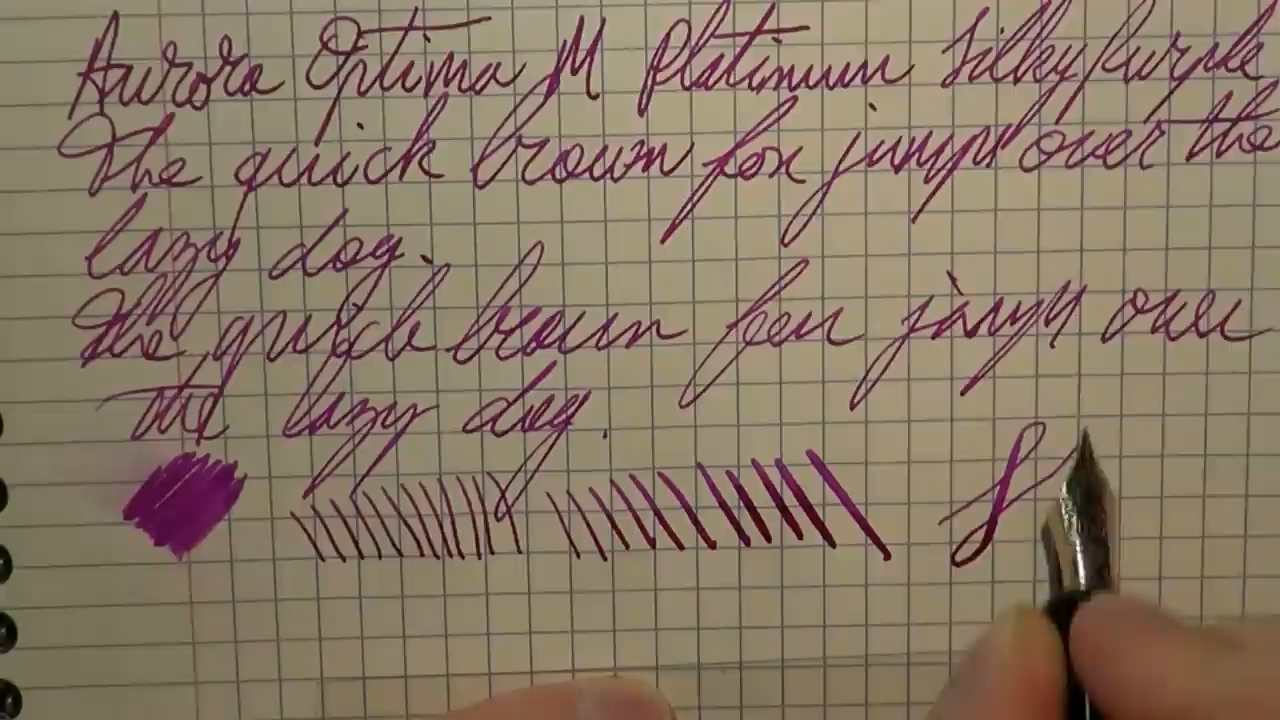 Aurora Optima M Platinum Silky Purple
The quick brown fox jumps over the
lazy dog.
The quick brown fox jumps over
the lazy dog.